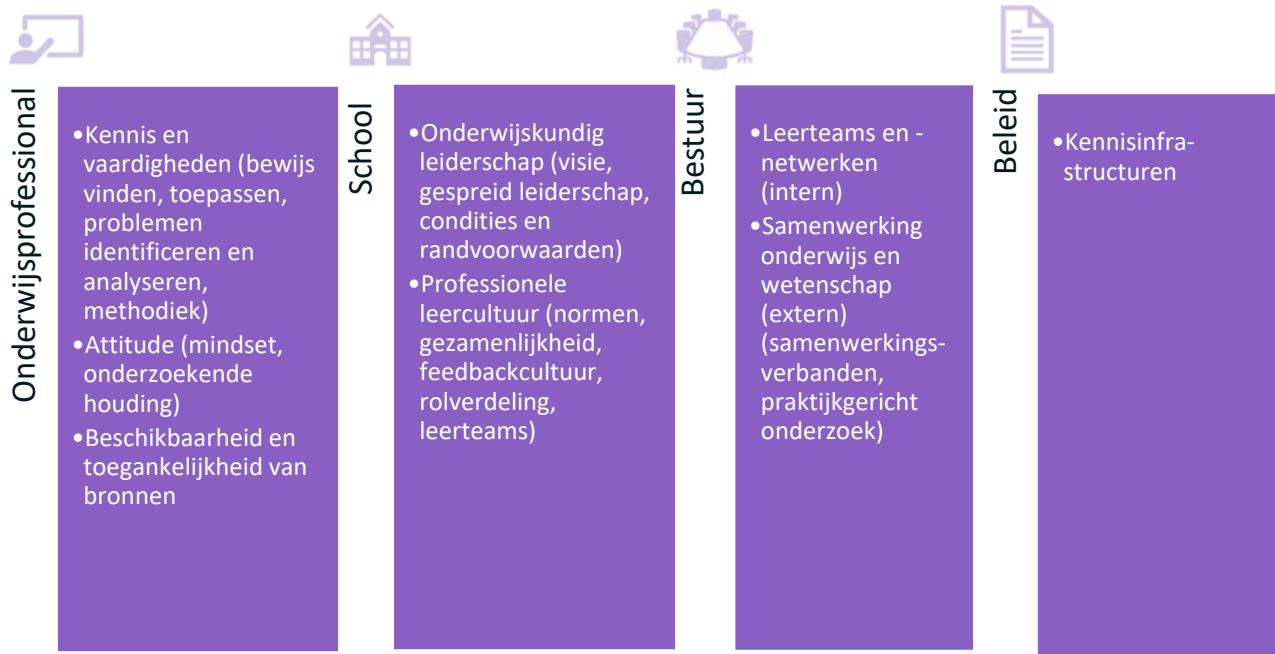 Onderwijsprofessional
•Kennis en
vaardigheden (bewijs
vinden, toepassen,
problemen
identificeren en
analyseren,
methodiek)
•Attitude (mindset,
onderzoekende
houding)
•Beschikbaarheid en
toegankelijkheid van
bronnen
School
•Onderwijskundig
leiderschap (visie,
gespreid leiderschap,
condities en
randvoorwaarden)
•Professionele
leercultuur (normen,
gezamenlijkheid,
feedbackcultuur,
rolverdeling,
leerteams)
Bestuur
•Leerteams en -
netwerken
(intern)
•Samenwerking
onderwijs en
wetenschap
(extern)
(samenwerkings-
verbanden,
praktijkgericht
onderzoek)
Beleid
•Kennisinfra-
structuren